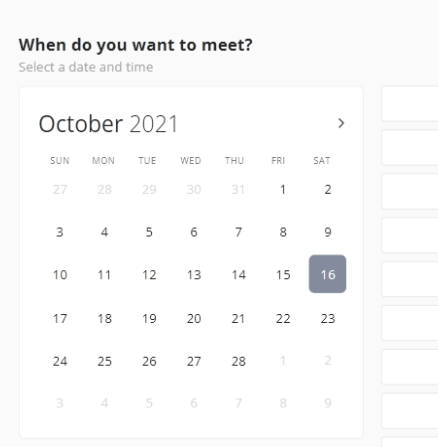 When do you want to meet?
Select a date and time
October 2021
SUN MON TUE WED THU FRI SAT
27 28 29 30 31 1 2
3 4 5 6 7 8 9
10 11 12 13 14 15 16
17 18 19 20 21 22 23
24 25 26 27 28 1 2
3 4 5 6 7 8 9